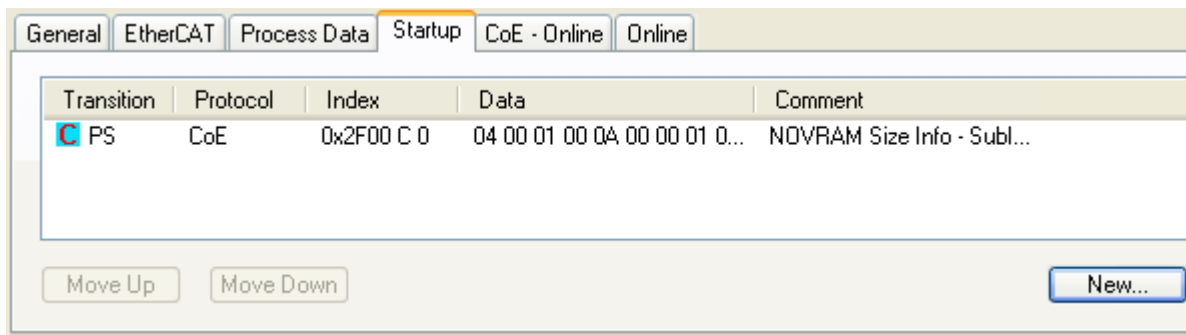 General EtherCAT Process Data Startup CoE - Online Online
Transition Protocol Index Data Comment
C PS CoE 0x2F00 C 0 04 00 01 00 0A 00 00 01 0... NOVRAM Size Info - Subl...
Move Up Move Down New...